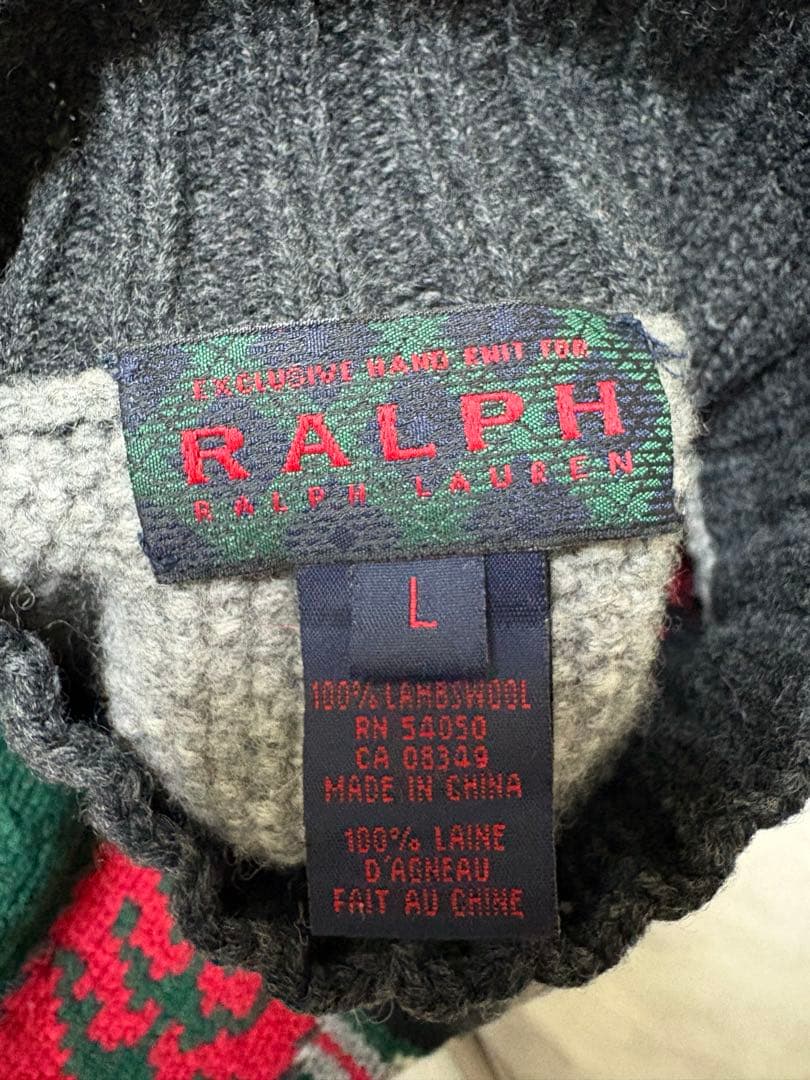 EXCLUSIVE HAND KNIT FOR
RALPH
RALPH LAUREN
L
100% LAMBSWOOL
RN 54050
CA 08349
MADE IN CHINA
100% LAINE
D'AGNEAU
FAIT AU CHINE